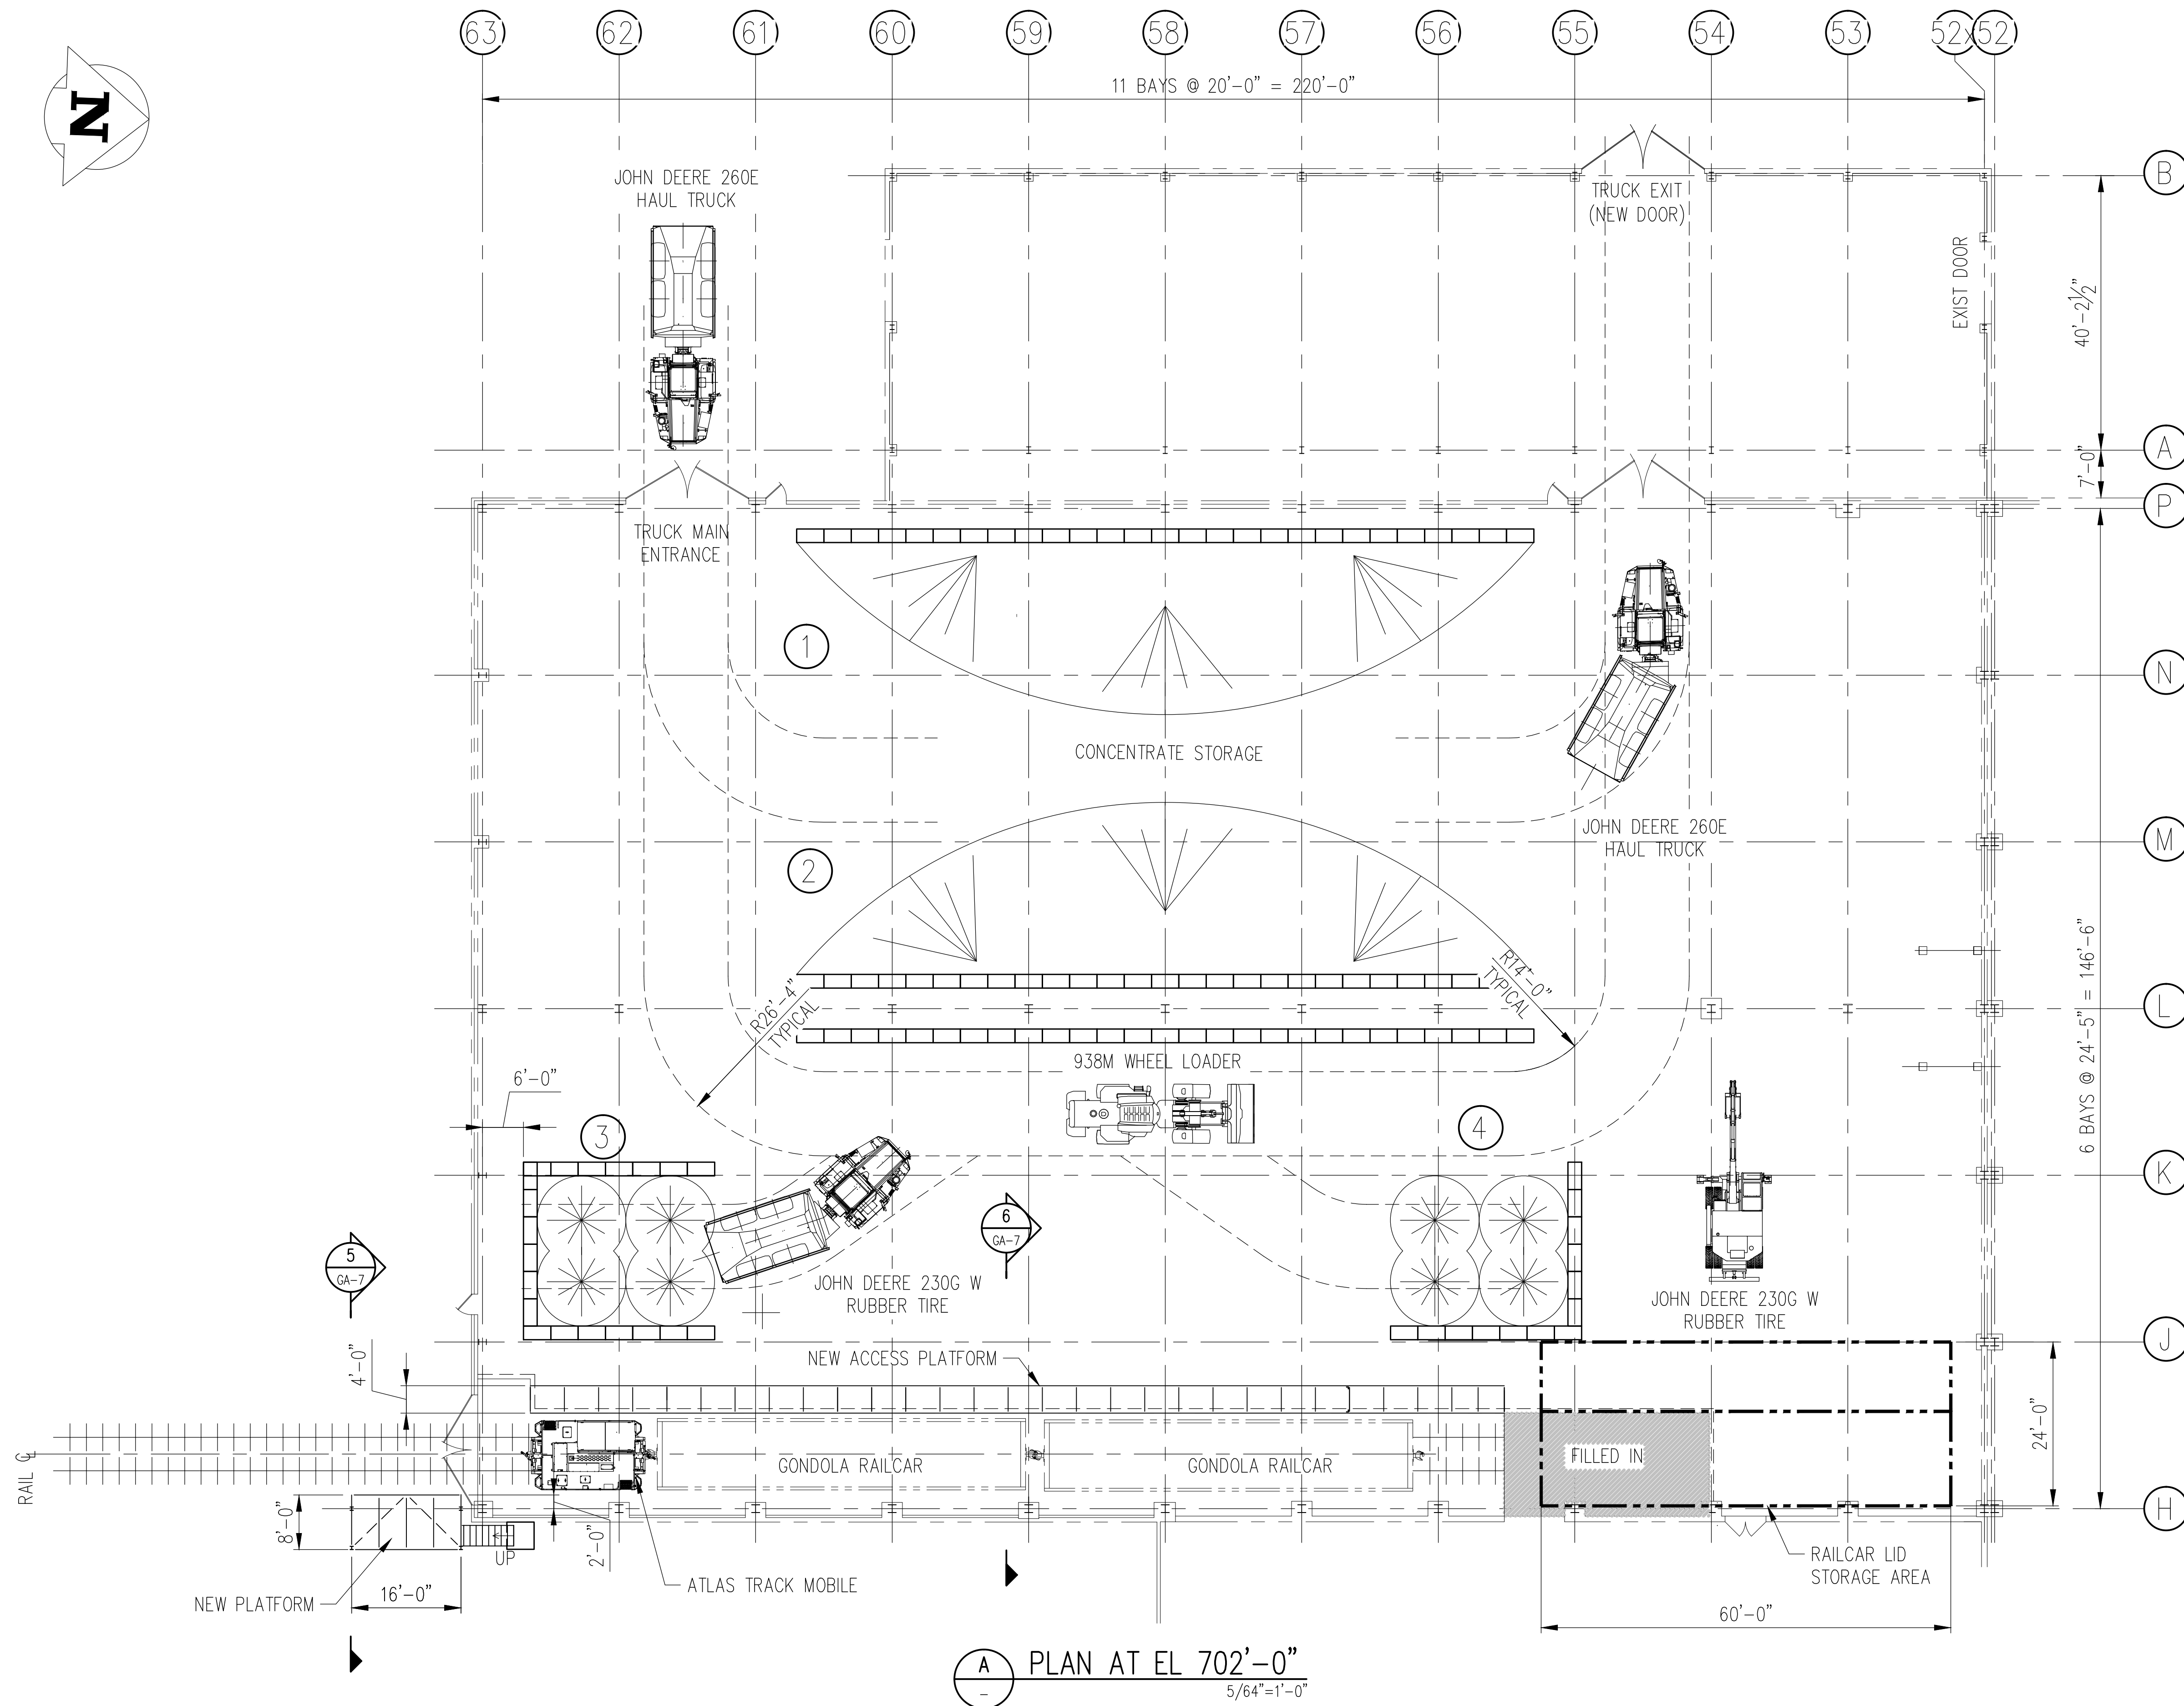 63
62
61
60
59
58
57
56
55
54
53
52x
52
11 BAYS @ 20'-0" = 220'-0"
N
B
JOHN DEERE 260E
HAUL TRUCK
TRUCK EXIT
(NEW DOOR)
EXIST DOOR
40'-2½"
A
7'-0"
P
TRUCK MAIN
ENTRANCE
1
N
CONCENTRATE STORAGE
JOHN DEERE 260E
HAUL TRUCK
M
2
R26'-4"
TYPICAL
R14'-0"
TYPICAL
L
6 BAYS @ 24'-5" = 146'-6"
938M WHEEL LOADER
6'-0"
3
4
K
5
GA-7
6
GA-7
JOHN DEERE 230G W
RUBBER TIRE
JOHN DEERE 230G W
RUBBER TIRE
J
NEW ACCESS PLATFORM
4'-0"
RAIL ℄
GONDOLA RAILCAR
GONDOLA RAILCAR
FILLED IN
24'-0"
H
8'-0"
UP
2'-0"
ATLAS TRACK MOBILE
RAILCAR LID
STORAGE AREA
NEW PLATFORM
16'-0"
60'-0"
A
-
PLAN AT EL 702'-0"
5/64"=1'-0"